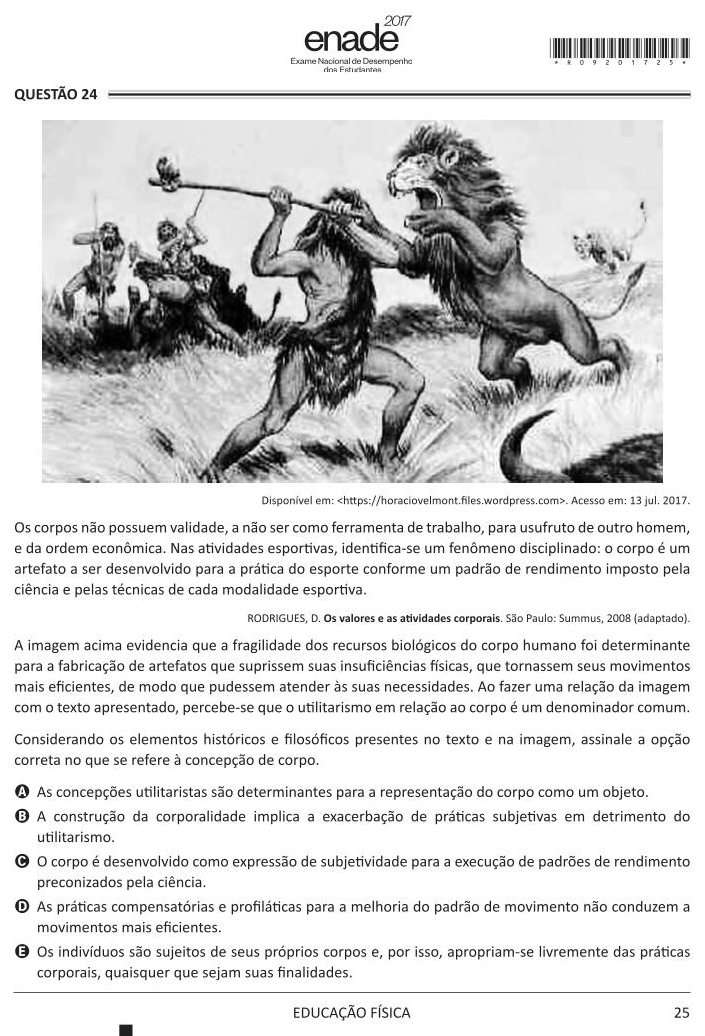 2017
enade
Exame Nacional de Desempenho
dos Estudantes
* R 0 9 2 0 1 7 2 5 *
QUESTÃO 24
Disponível em: <https://horaciovelmont.files.wordpress.com>. Acesso em: 13 jul. 2017.
Os corpos não possuem validade, a não ser como ferramenta de trabalho, para usufruto de outro homem,
e da ordem econômica. Nas atividades esportivas, identifica-se um fenômeno disciplinado: o corpo é um
artefato a ser desenvolvido para a prática do esporte conforme um padrão de rendimento imposto pela
ciência e pelas técnicas de cada modalidade esportiva.
RODRIGUES, D. Os valores e as atividades corporais. São Paulo: Summus, 2008 (adaptado).
A imagem acima evidencia que a fragilidade dos recursos biológicos do corpo humano foi determinante
para a fabricação de artefatos que suprissem suas insuficiências físicas, que tornassem seus movimentos
mais eficientes, de modo que pudessem atender às suas necessidades. Ao fazer uma relação da imagem
com o texto apresentado, percebe-se que o utilitarismo em relação ao corpo é um denominador comum.
Considerando os elementos históricos e filosóficos presentes no texto e na imagem, assinale a opção
correta no que se refere à concepção de corpo.
A As concepções utilitaristas são determinantes para a representação do corpo como um objeto.
B A construção da corporalidade implica a exacerbação de práticas subjetivas em detrimento do
utilitarismo.
C O corpo é desenvolvido como expressão de subjetividade para a execução de padrões de rendimento
preconizados pela ciência.
D As práticas compensatórias e profiláticas para a melhoria do padrão de movimento não conduzem a
movimentos mais eficientes.
E Os indivíduos são sujeitos de seus próprios corpos e, por isso, apropriam-se livremente das práticas
corporais, quaisquer que sejam suas finalidades.
EDUCAÇÃO FÍSICA
25